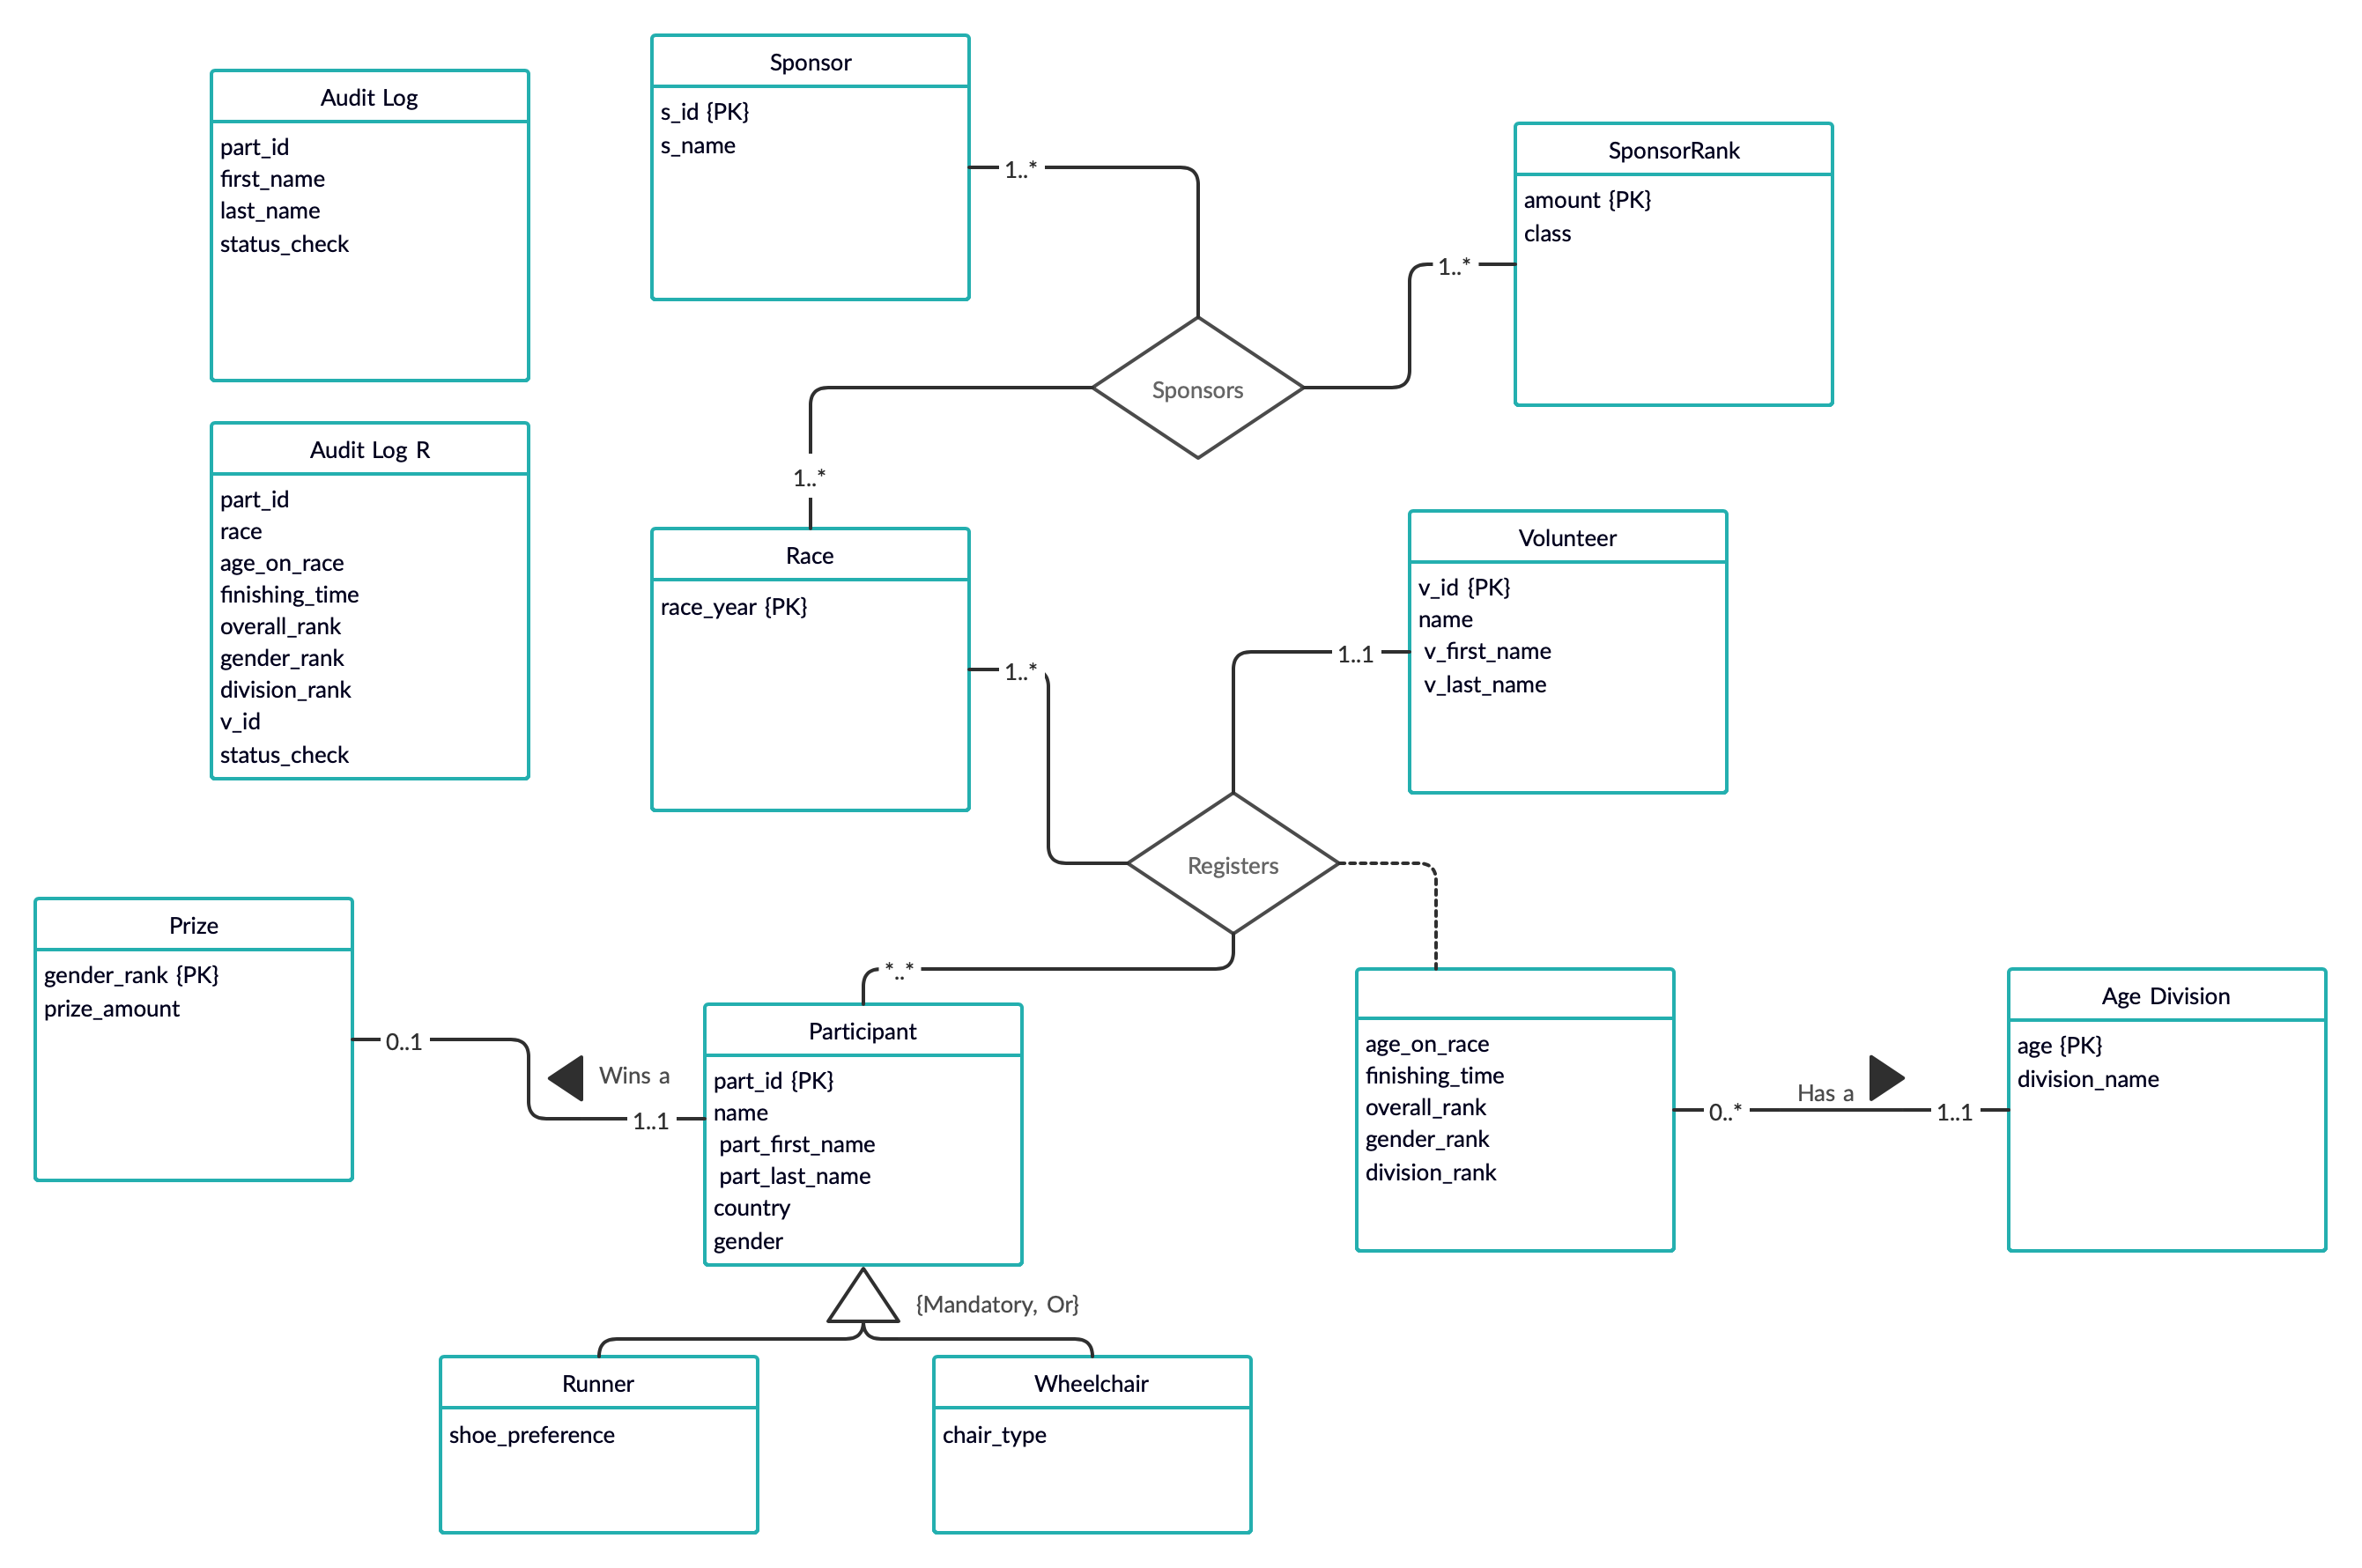 Audit Log
part_id
first_name
last_name
status_check
Sponsor
s_id {PK}
s_name
1..*
SponsorRank
amount {PK}
class
1..*
Sponsors
1..*
Audit Log R
part_id
race
age_on_race
finishing_time
overall_rank
gender_rank
division_rank
v_id
status_check
Race
race_year {PK}
1..*
Volunteer
v_id {PK}
name
v_first_name
v_last_name
1..1
Registers
*..*
Prize
gender_rank {PK}
prize_amount
0..1
Wins a
1..1
Participant
part_id {PK}
name
part_first_name
part_last_name
country
gender
age_on_race
finishing_time
overall_rank
gender_rank
division_rank
0..*
Has a
1..1
Age Division
age {PK}
division_name
{Mandatory, Or}
Runner
shoe_preference
Wheelchair
chair_type